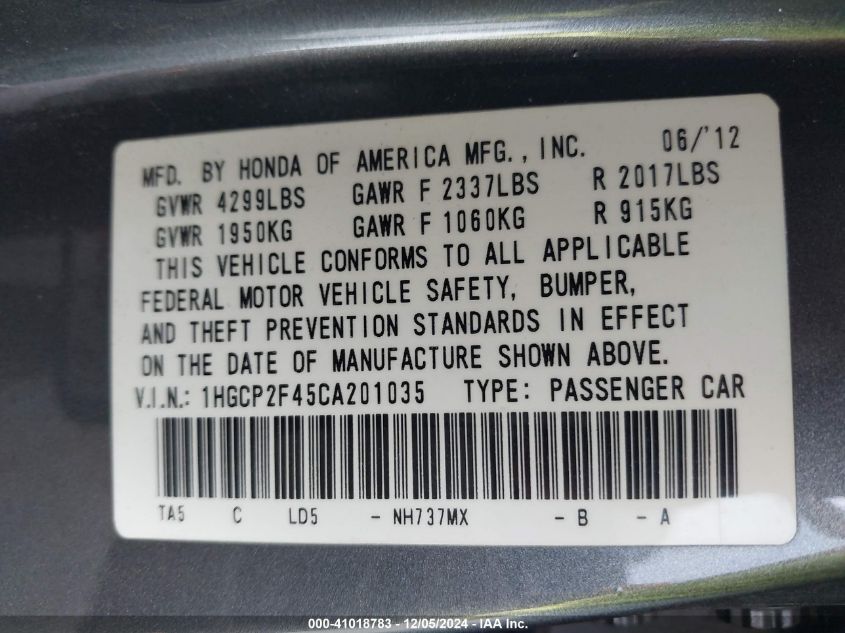 MFD. BY HONDA OF AMERICA MFG., INC. 06/'12
GVWR 4299LBS GAWR F 2337LBS R 2017LBS
GVWR 1950KG GAWR F 1060KG R 915KG
THIS VEHICLE CONFORMS TO ALL APPLICABLE
FEDERAL MOTOR VEHICLE SAFETY, BUMPER,
AND THEFT PREVENTION STANDARDS IN EFFECT
ON THE DATE OF MANUFACTURE SHOWN ABOVE.
V.I.N.: 1HGCP2F45CA201035 TYPE: PASSENGER CAR
TA5 C LD5 - NH737MX - B - A
000-41018783 - 12/05/2024 - IAA Inc.